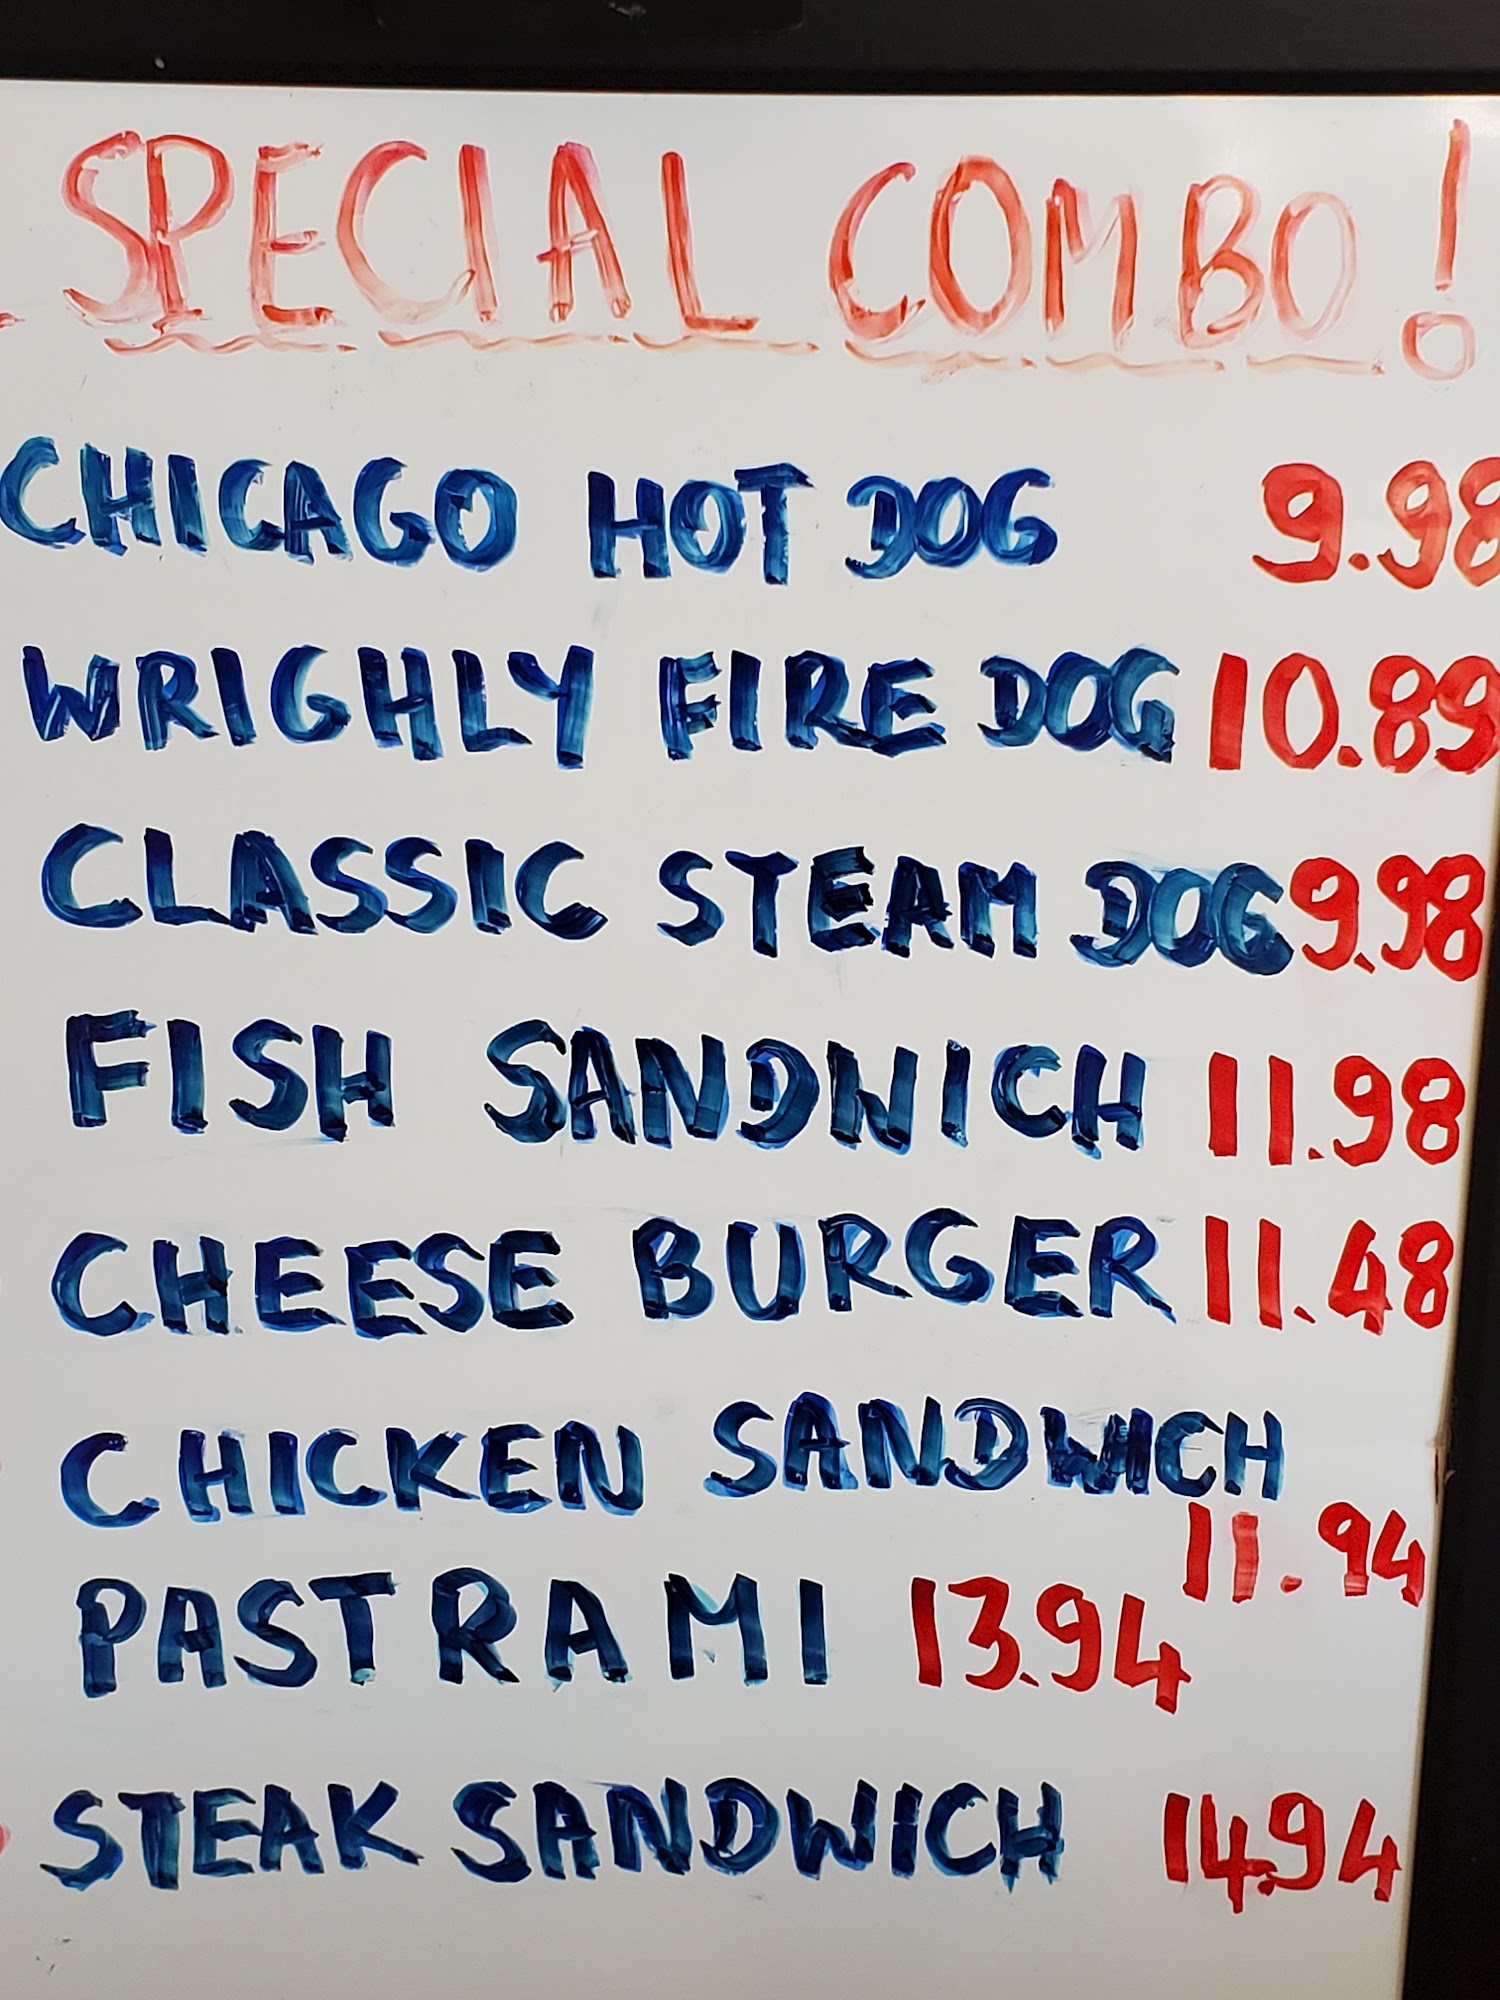 SPECIAL COMBO!
CHICAGO HOT DOG 9.98
WRIGHLY FIRE DOG 10.89
CLASSIC STEAM DOG 9.98
FISH SANDWICH 11.98
CHEESE BURGER 11.48
CHICKEN SANDWICH
11.94
PASTRAMI 13.94
STEAK SANDWICH 14.94